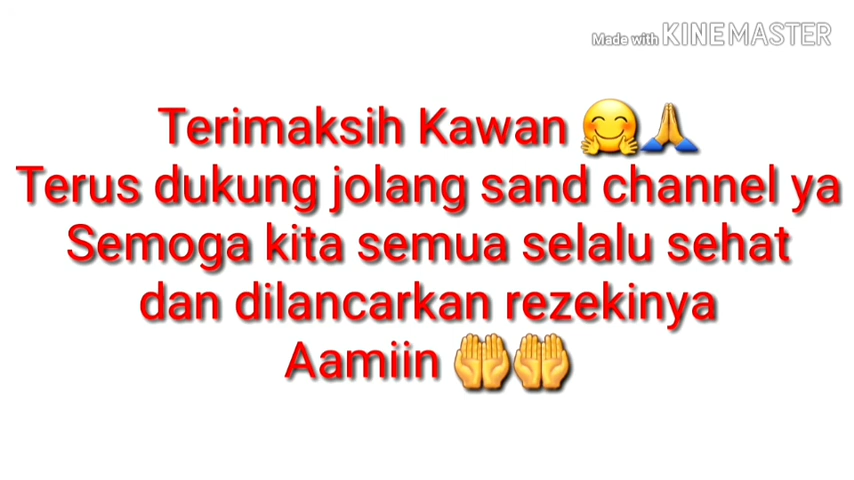 Made with KINEMASTER
Terimaksih Kawan 🤗🙏
Terus dukung jolang sand channel ya
Semoga kita semua selalu sehat
dan dilancarkan rezekinya
Aamiin 🤲🤲